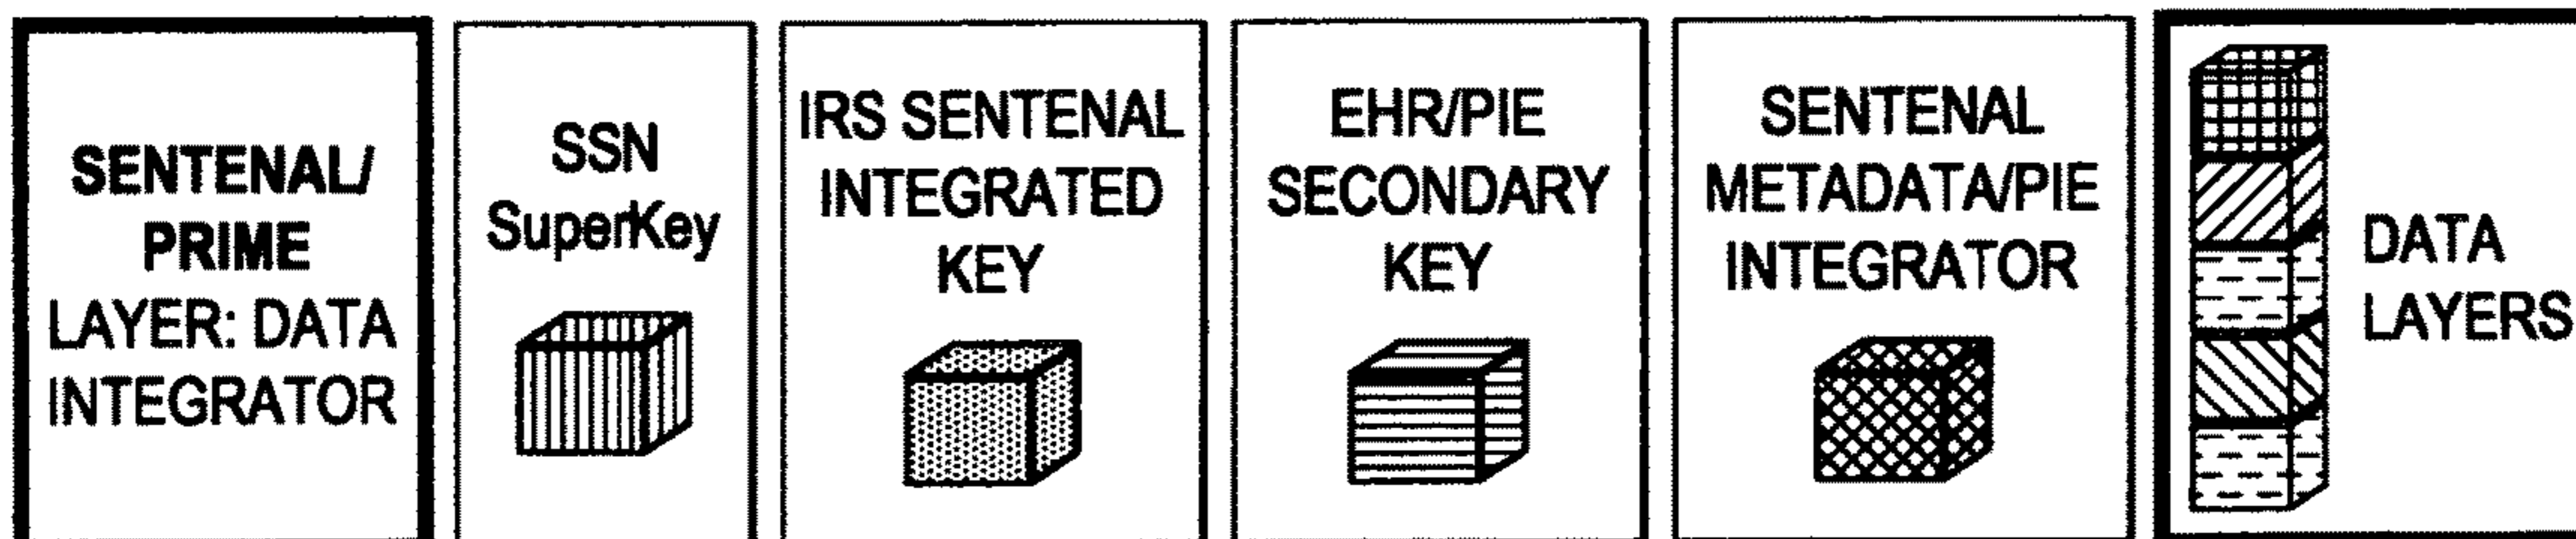 SENTENAL/
PRIME
LAYER: DATA
INTEGRATOR
SSN
SuperKey
IRS SENTENAL
INTEGRATED
KEY
EHR/PIE
SECONDARY
KEY
SENTENAL
METADATA/PIE
INTEGRATOR
DATA
LAYERS